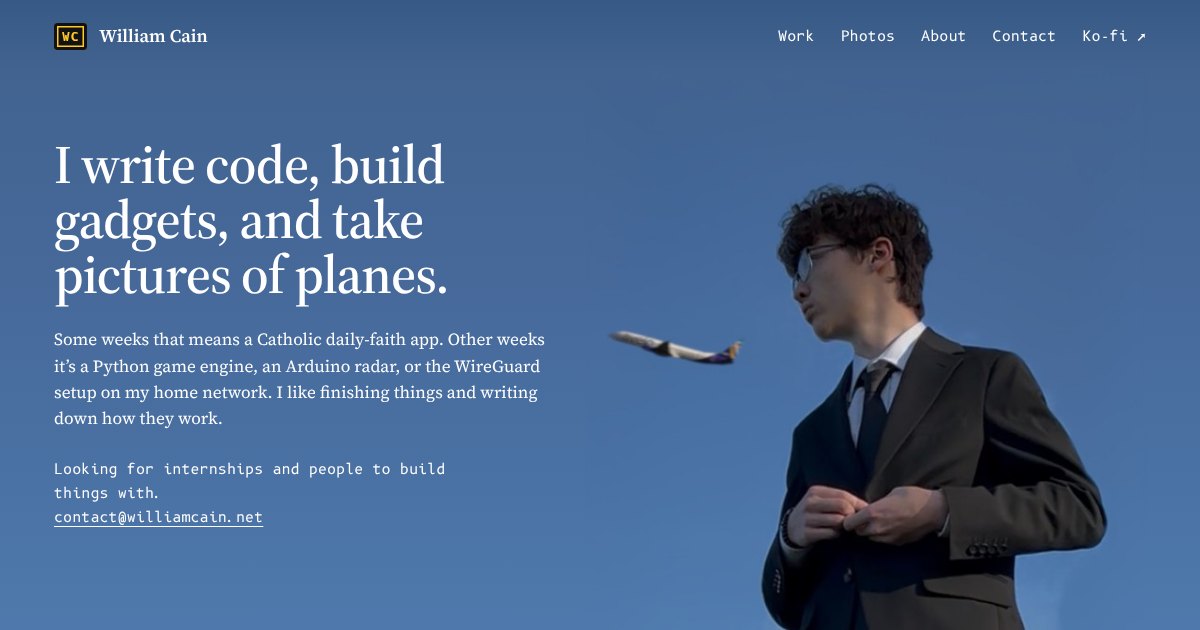 WC William Cain
Work Photos About Contact Ko-fi ↗
I write code, build
gadgets, and take
pictures of planes.
Some weeks that means a Catholic daily-faith app. Other weeks
it’s a Python game engine, an Arduino radar, or the WireGuard
setup on my home network. I like finishing things and writing
down how they work.
Looking for internships and people to build
things with.
contact@williamcain.net